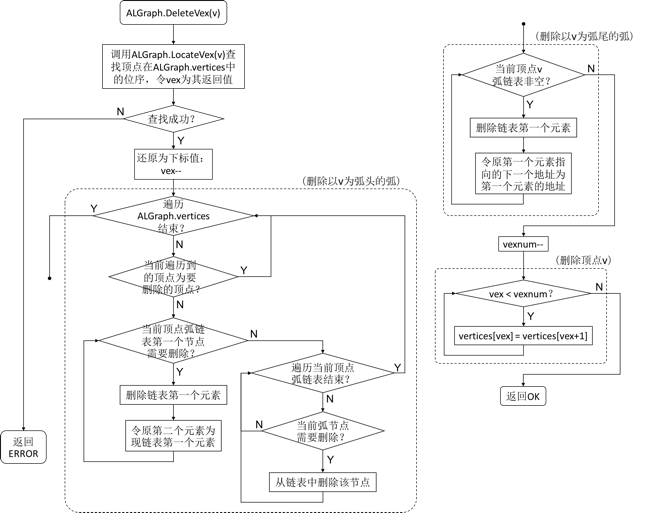 ALGraph.DeleteVex(v)
调用ALGraph.LocateVex(v)查
找顶点在ALGraph.vertices中
的位序，令vex为其返回值
N
查找成功？
Y
还原为下标值：
vex--
(删除以v为弧头的弧)
Y
遍历
ALGraph.vertices
结束？
N
当前遍历到
的顶点为要
删除的顶点？
Y
N
当前顶点弧链
表第一个节点
需要删除？
N
Y
删除链表第一个元素
令原第二个元素为
现链表第一个元素
遍历当前顶点
弧链表结束？
Y
N
当前弧节点
需要删除？
N
Y
从链表中删除该节点
返回
ERROR
(删除以v为弧尾的弧)
当前顶点v
弧链表非空？
N
Y
删除链表第一个元素
令原第一个元素指
向的下一个地址为
第一个元素的地址
vexnum--
(删除顶点v)
vex < vexnum？
N
Y
vertices[vex] = vertices[vex+1]
返回OK